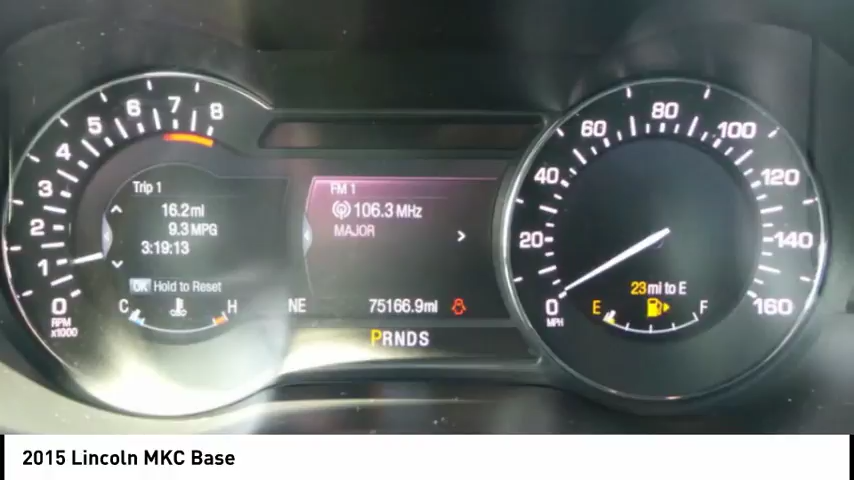 1 2 3 4 5 6 7 8
0
RPM
x1000
Trip 1
16.2mi
9.3MPG
3:19:13
OK Hold to Reset
C H
FM 1
106.3 MHz
MAJOR
>
NE 75166.9mi
PRNDS
0 20 40 60 80 100 120 140 160
MPH
23mi to E
E F
2015 Lincoln MKC Base